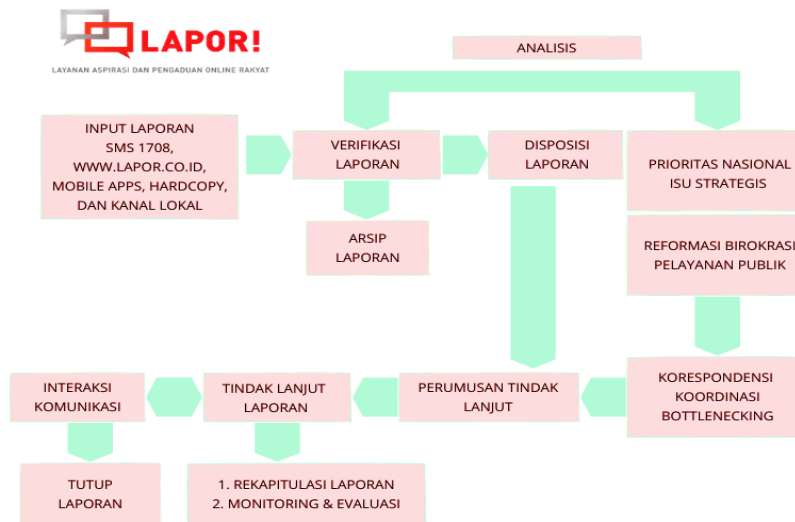 LAPOR!
LAYANAN ASPIRASI DAN PENGADUAN ONLINE RAKYAT
ANALISIS
INPUT LAPORAN
SMS 1708,
WWW.LAPOR.CO.ID,
MOBILE APPS, HARDCOPY,
DAN KANAL LOKAL
VERIFIKASI
LAPORAN
DISPOSISI
LAPORAN
PRIORITAS NASIONAL
ISU STRATEGIS
ARSIP
LAPORAN
REFORMASI BIROKRASI
PELAYANAN PUBLIK
INTERAKSI
KOMUNIKASI
TINDAK LANJUT
LAPORAN
PERUMUSAN TINDAK
LANJUT
KORESPONDENSI
KOORDINASI
BOTTLENECKING
TUTUP
LAPORAN
1. REKAPITULASI LAPORAN
2. MONITORING & EVALUASI